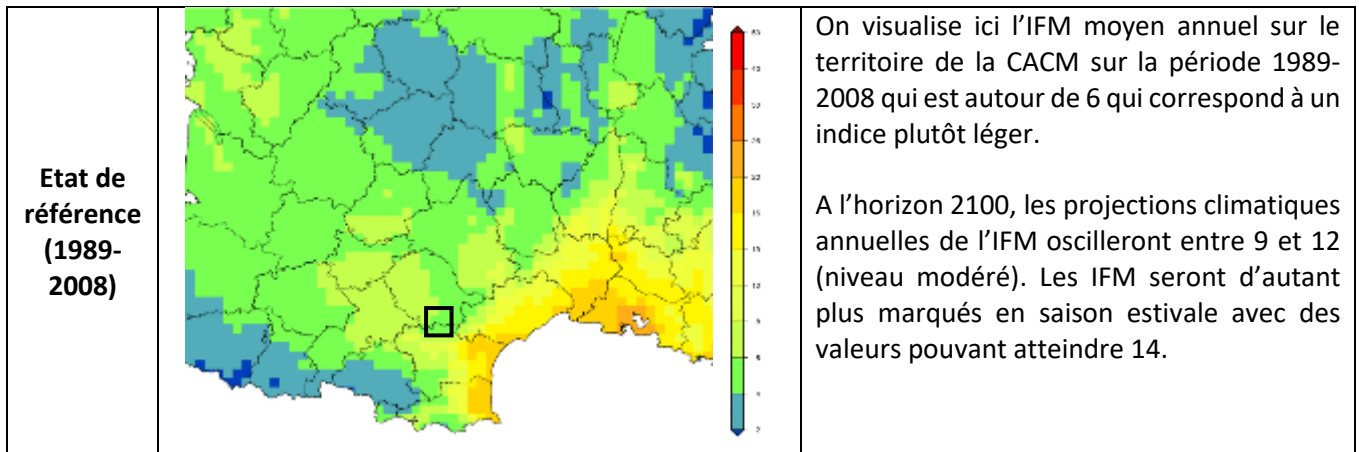 Etat de
référence
(1989-
2008)
12
9
On visualise ici l’IFM moyen annuel sur le
territoire de la CACM sur la période 1989-
2008 qui est autour de 6 qui correspond à un
indice plutôt léger.
A l’horizon 2100, les projections climatiques
annuelles de l’IFM oscilleront entre 9 et 12
(niveau modéré). Les IFM seront d’autant
plus marqués en saison estivale avec des
valeurs pouvant atteindre 14.